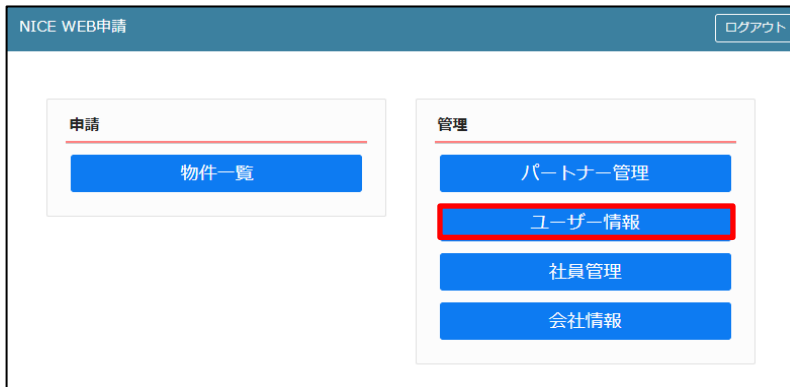 NICE WEB申請
ログアウト
申請
物件一覧
管理
パートナー管理
ユーザー情報
社員管理
会社情報